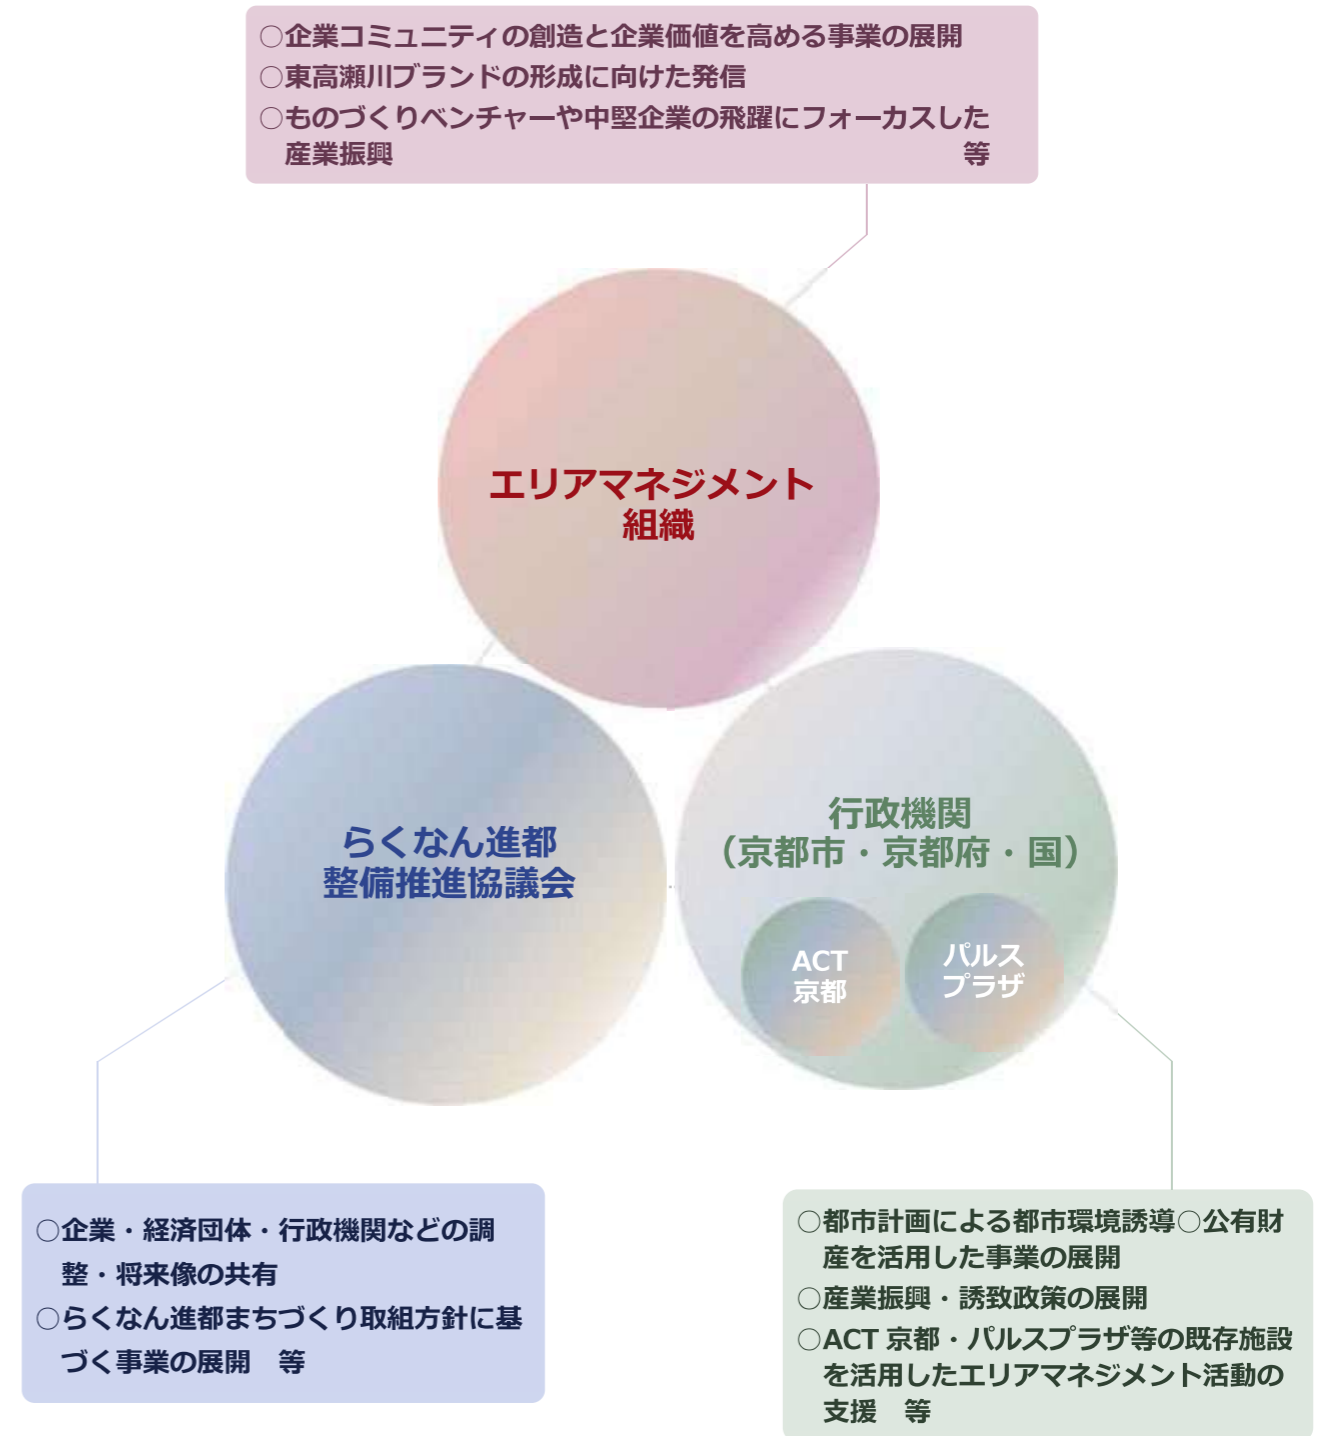 ○企業コミュニティの創造と企業価値を高める事業の展開
○東高瀬川ブランドの形成に向けた発信
○ものづくりベンチャーや中堅企業の飛躍にフォーカスした
産業振興 等
エリアマネジメント
組織
らくなん進都
整備推進協議会
行政機関
（京都市・京都府・国）
ACT
京都
パルス
プラザ
○企業・経済団体・行政機関などの調
整・将来像の共有
○らくなん進都まちづくり取組方針に基
づく事業の展開　等
○都市計画による都市環境誘導○公有財
産を活用した事業の展開
○産業振興・誘致政策の展開
○ACT 京都・パルスプラザ等の既存施設
を活用したエリアマネジメント活動の
支援　等